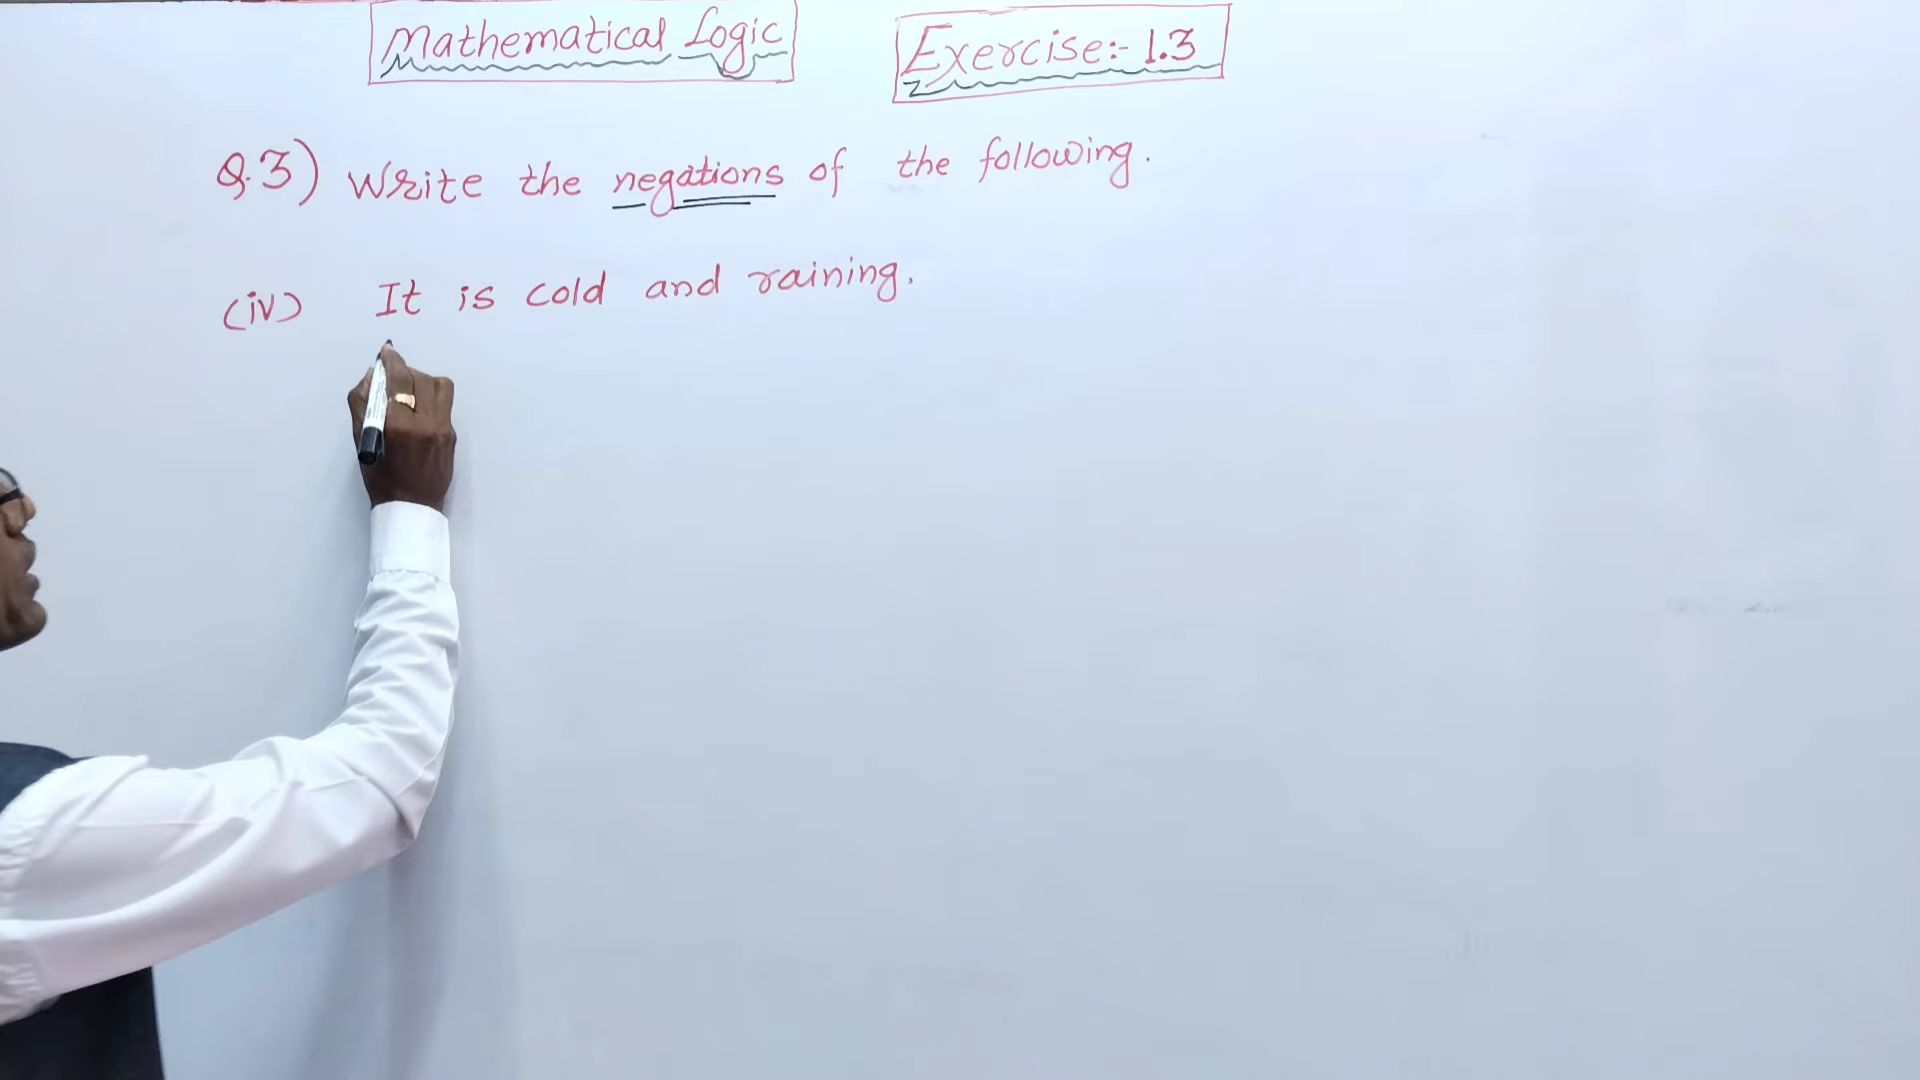 Mathematical Logic Exercise:- 1.3
Q.3) Write the negations of the following.
(iv) It is cold and raining.